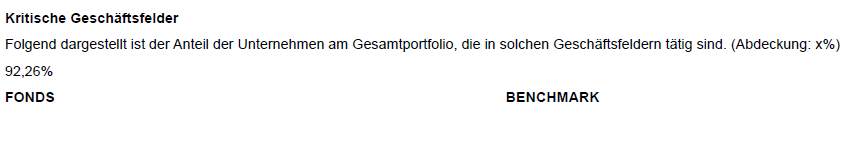 Kritische Geschäftsfelder
Folgend dargestellt ist der Anteil der Unternehmen am Gesamtportfolio, die in solchen Geschäftsfeldern tätig sind. (Abdeckung: x%)
92,26%
FONDS BENCHMARK